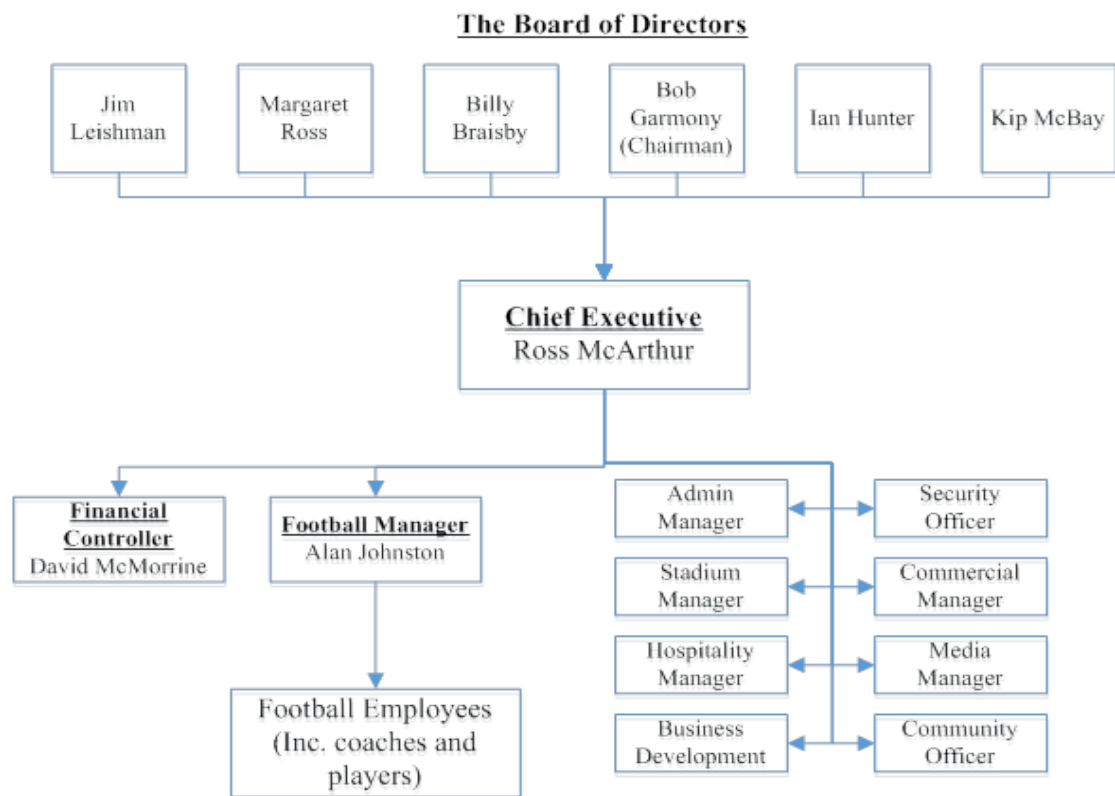 The Board of Directors
Jim
Leishman
Margaret
Ross
Billy
Braisby
Bob
Garmony
(Chairman)
Ian Hunter
Kip McBay
Chief Executive
Ross McArthur
Financial
Controller
David McMorrine
Football Manager
Alan Johnston
Football Employees
(Inc. coaches and
players)
Admin
Manager
Security
Officer
Stadium
Manager
Commercial
Manager
Hospitality
Manager
Media
Manager
Business
Development
Community
Officer